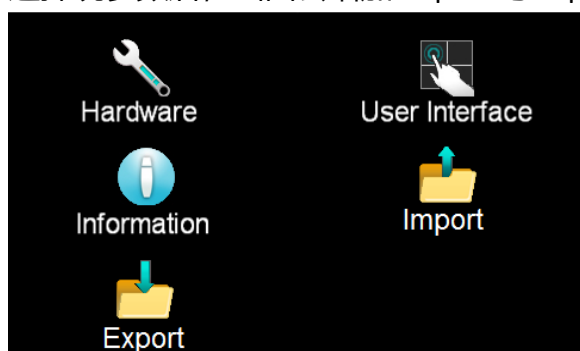 Hardware
User Interface
Information
Import
Export